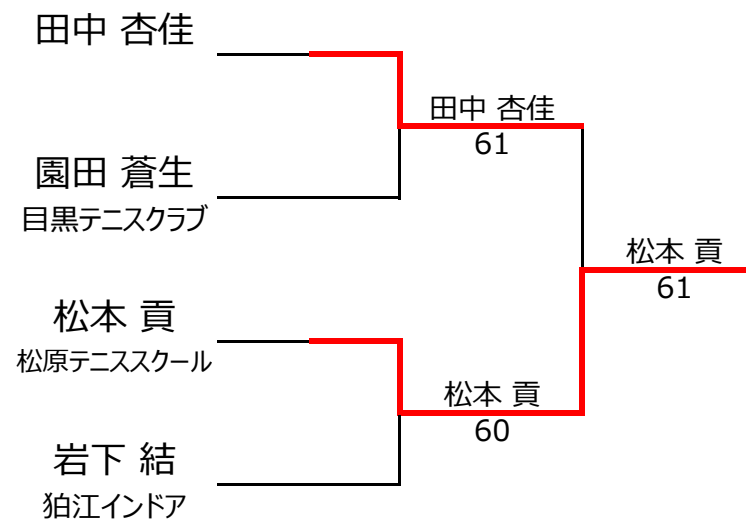 田中 杏佳
園田 蒼生
目黒テニスクラブ
松本 貢
松原テニススクール
岩下 結
狛江インドア
田中 杏佳
61
松本 貢
60
松本 貢
61